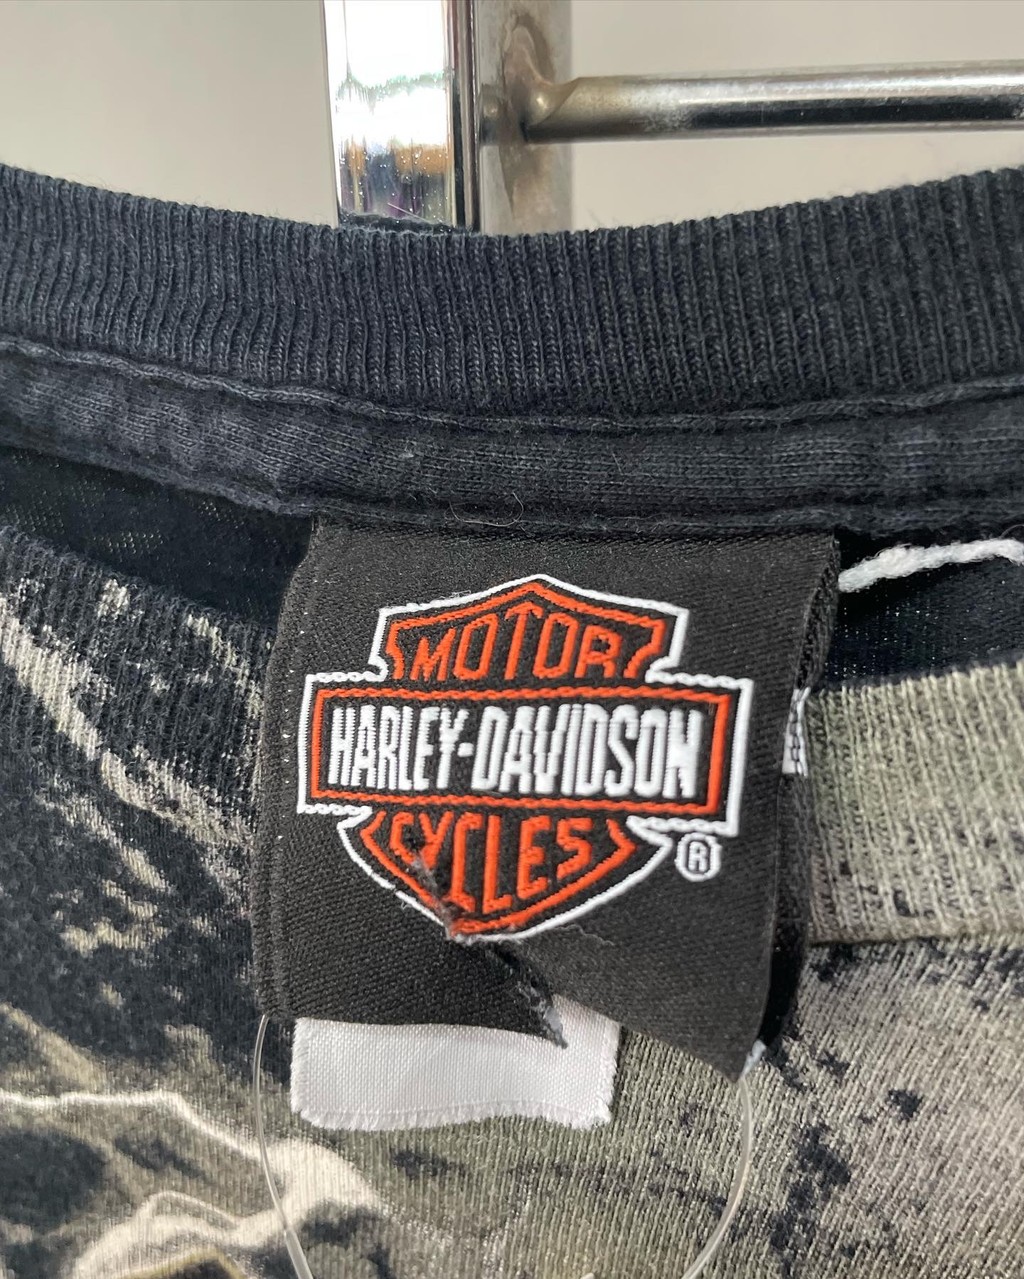 MOTOR
HARLEY-DAVIDSON
CYCLES
®